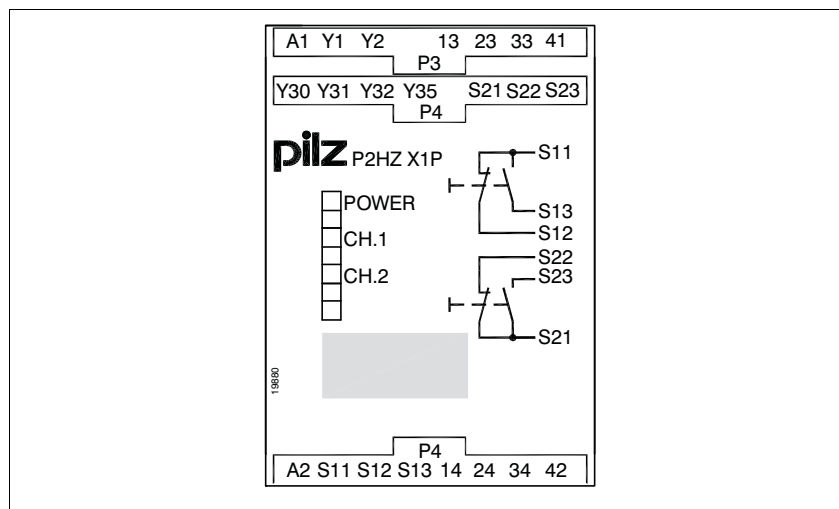 A1 Y1 Y2 13 23 33 41
P3
Y30 Y31 Y32 Y35 S21 S22 S23
P4
pilz P2HZ X1P
POWER
CH.1
CH.2
S11
S13
S12
S22
S23
S21
19880
P4
A2 S11 S12 S13 14 24 34 42